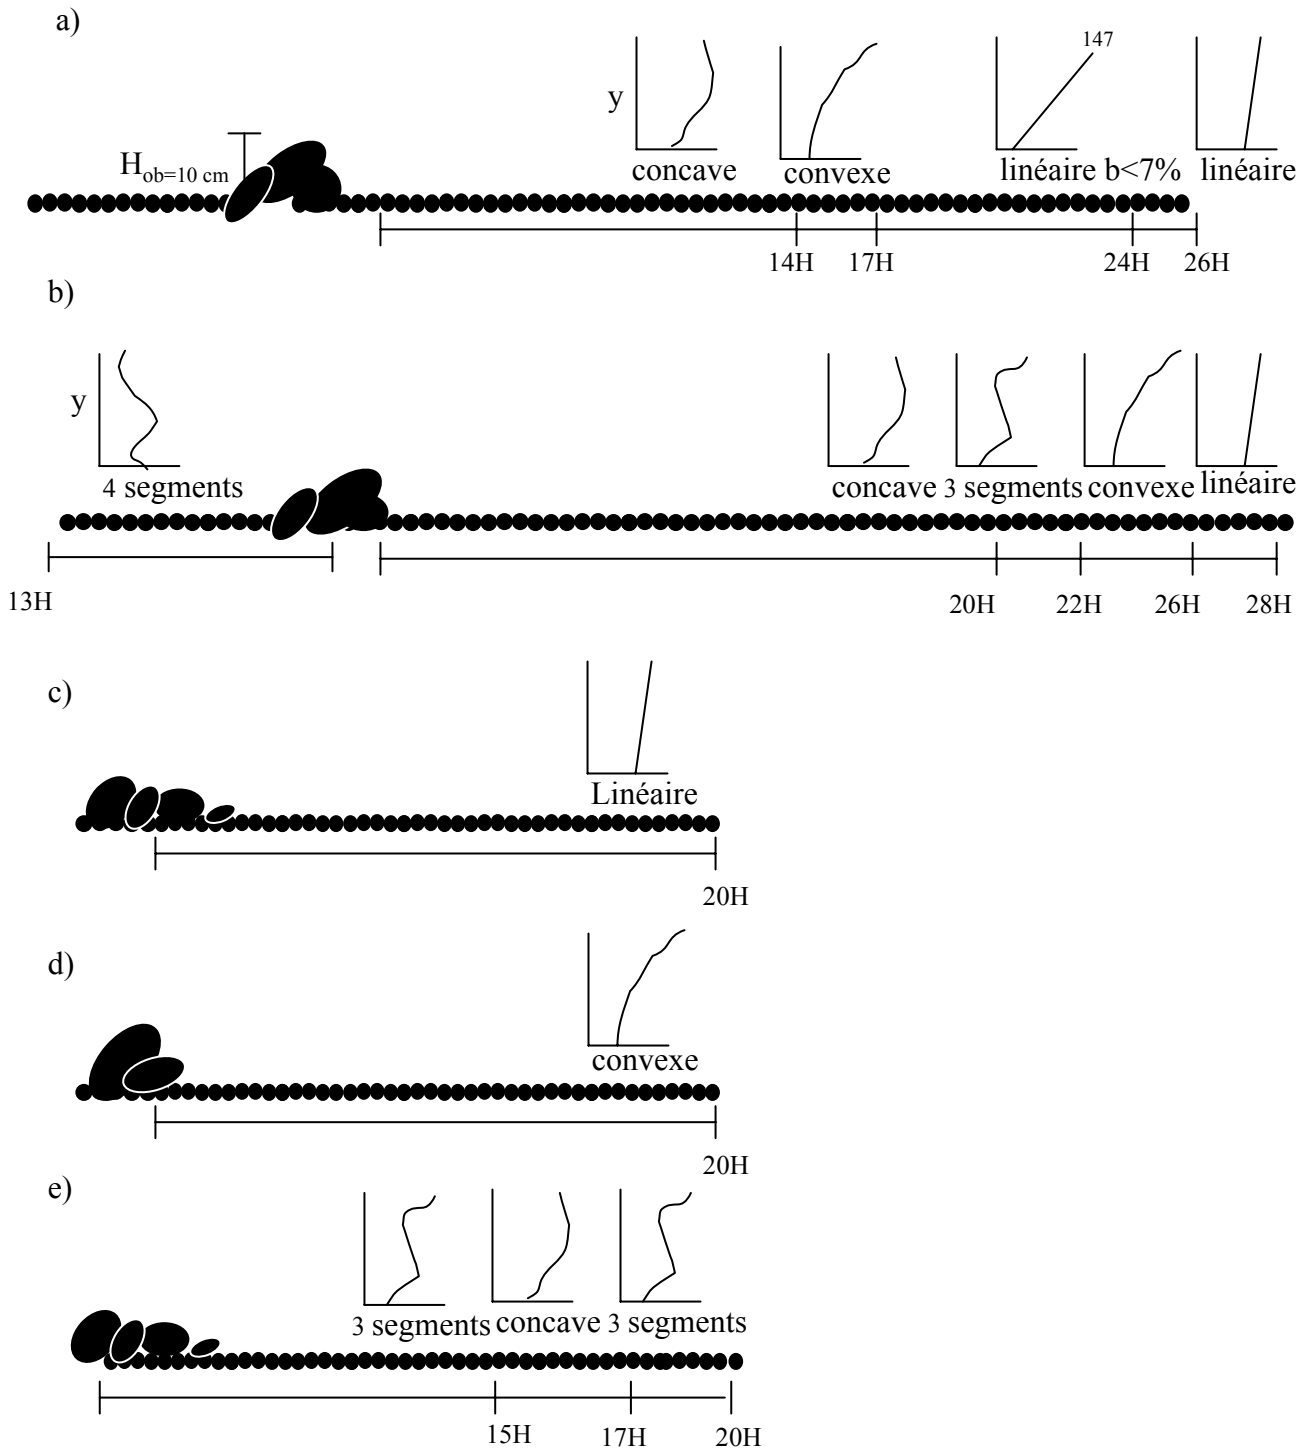 a)
147
y
H_ob=10 cm
concave
convexe
linéaire b<7%
linéaire
14H
17H
24H
26H
b)
y
4 segments
concave
3 segments
convexe
linéaire
13H
20H
22H
26H
28H
c)
Linéaire
20H
d)
convexe
20H
e)
3 segments
concave
3 segments
15H
17H
20H